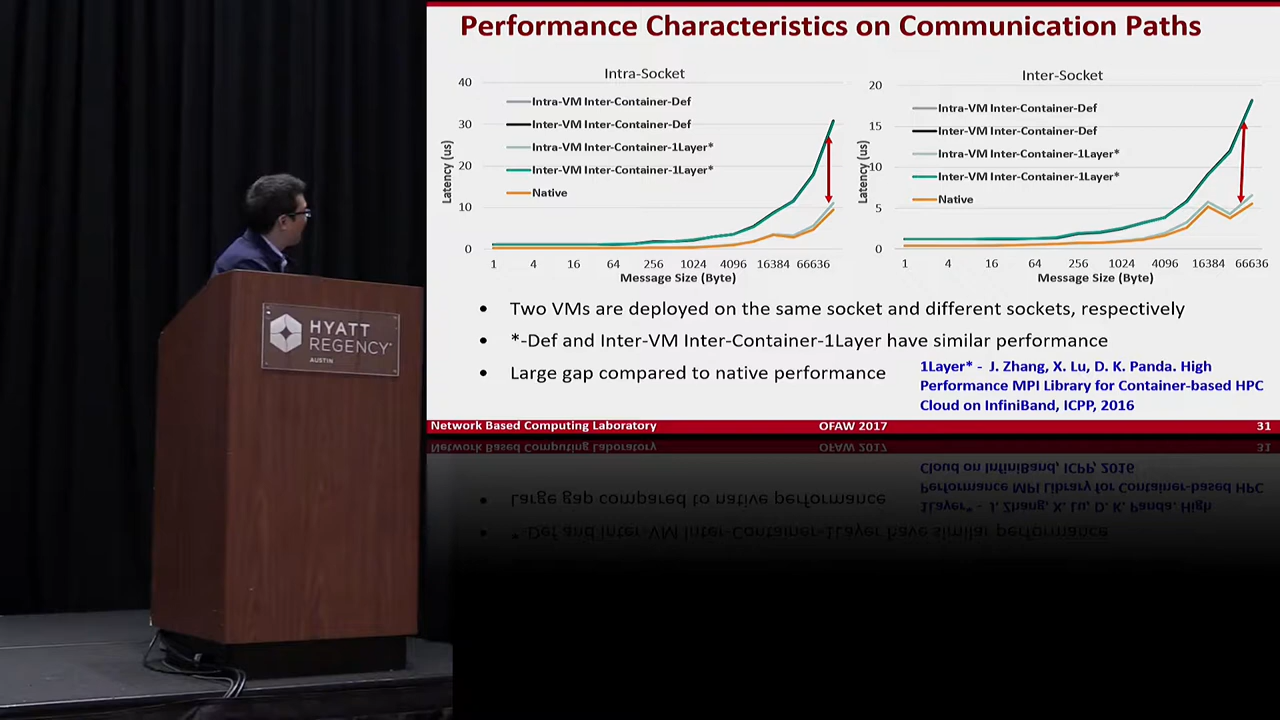 Performance Characteristics on Communication Paths
Intra-Socket
40
30
20
10
0
Latency (us)
Intra-VM Inter-Container-Def
Inter-VM Inter-Container-Def
Intra-VM Inter-Container-1Layer*
Inter-VM Inter-Container-1Layer*
Native
1 4 16 64 256 1024 4096 16384 66636
Message Size (Byte)
Inter-Socket
20
15
10
5
0
Latency (us)
Intra-VM Inter-Container-Def
Inter-VM Inter-Container-Def
Intra-VM Inter-Container-1Layer*
Inter-VM Inter-Container-1Layer*
Native
1 4 16 64 256 1024 4096 16384 66636
Message Size (Byte)
• Two VMs are deployed on the same socket and different sockets, respectively
• *-Def and Inter-VM Inter-Container-1Layer have similar performance
• Large gap compared to native performance
1Layer* - J. Zhang, X. Lu, D. K. Panda. High
Performance MPI Library for Container-based HPC
Cloud on InfiniBand, ICPP, 2016
Network Based Computing Laboratory OFAW 2017 31
HYATT
REGENCY
AUSTIN